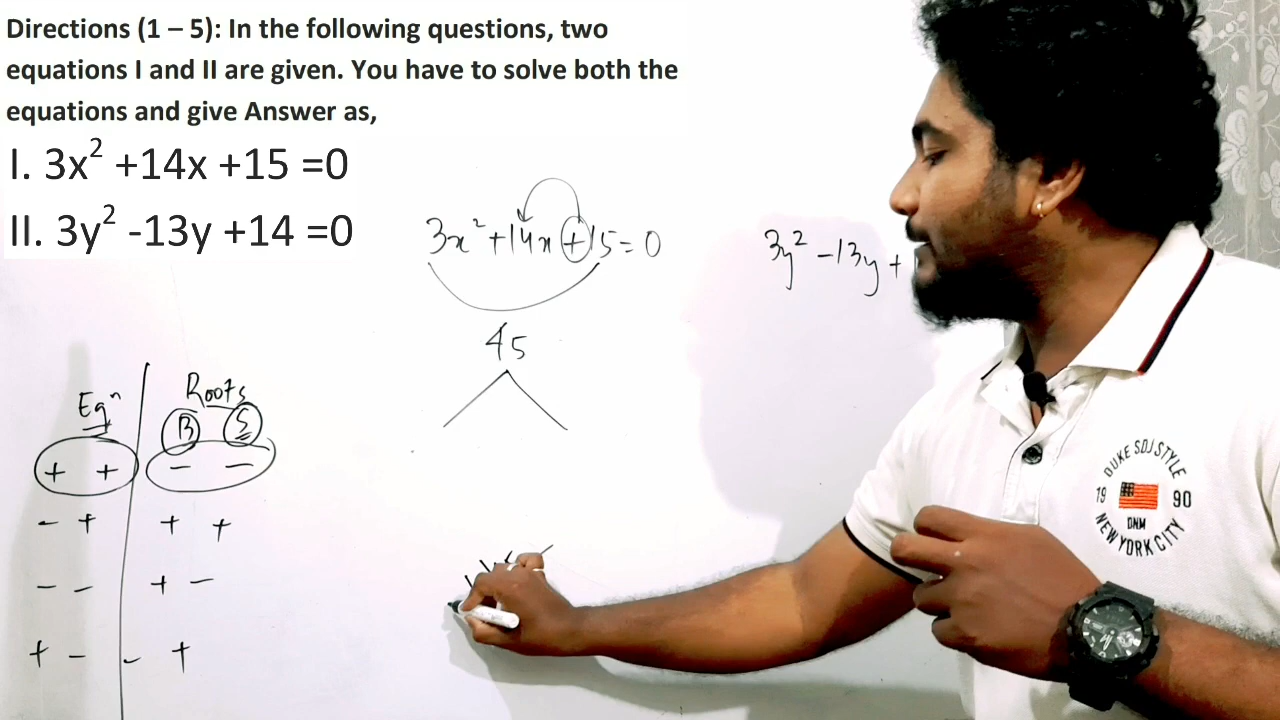 Directions (1 – 5): In the following questions, two
equations I and II are given. You have to solve both the
equations and give Answer as,
I. 3x² +14x +15 =0
II. 3y² -13y +14 =0
3x²+14x+15=0
3y²-13y+
45
Eqⁿ Roots
B S
+ + - -
- + + +
- - + -
+ - - +
DUKE SDJ STYLE
19 90
DNM
NEW YORK CITY